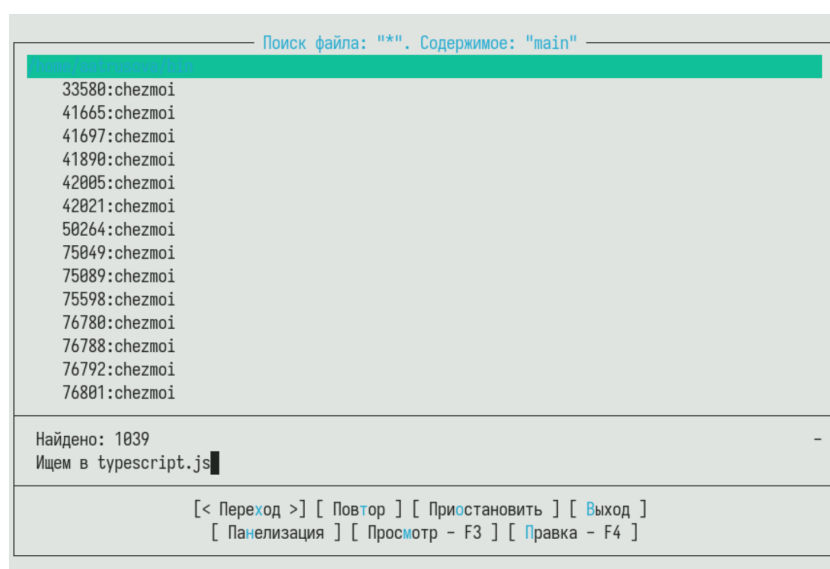 Поиск файла: "*". Содержимое: "main"
33580:chezmoi
41665:chezmoi
41697:chezmoi
41890:chezmoi
42005:chezmoi
42021:chezmoi
50264:chezmoi
75049:chezmoi
75089:chezmoi
75598:chezmoi
76780:chezmoi
76788:chezmoi
76792:chezmoi
76801:chezmoi
Найдено: 1039 -
Ищем в typescript.js
[< Переход >] [ Повтор ] [ Приостановить ] [ Выход ]
[ Панелизация ] [ Просмотр - F3 ] [ Правка - F4 ]